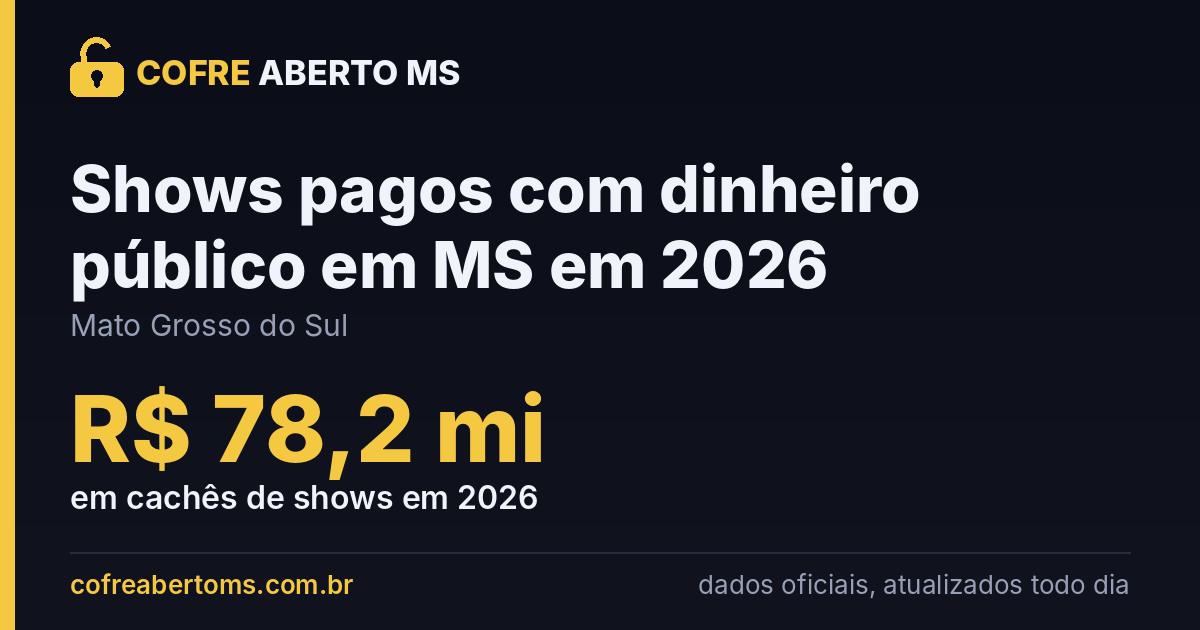 COFRE ABERTO MS
Shows pagos com dinheiro
público em MS em 2026
Mato Grosso do Sul
R$ 78,2 mi
em cachês de shows em 2026
cofreabertoms.com.br
dados oficiais, atualizados todo dia